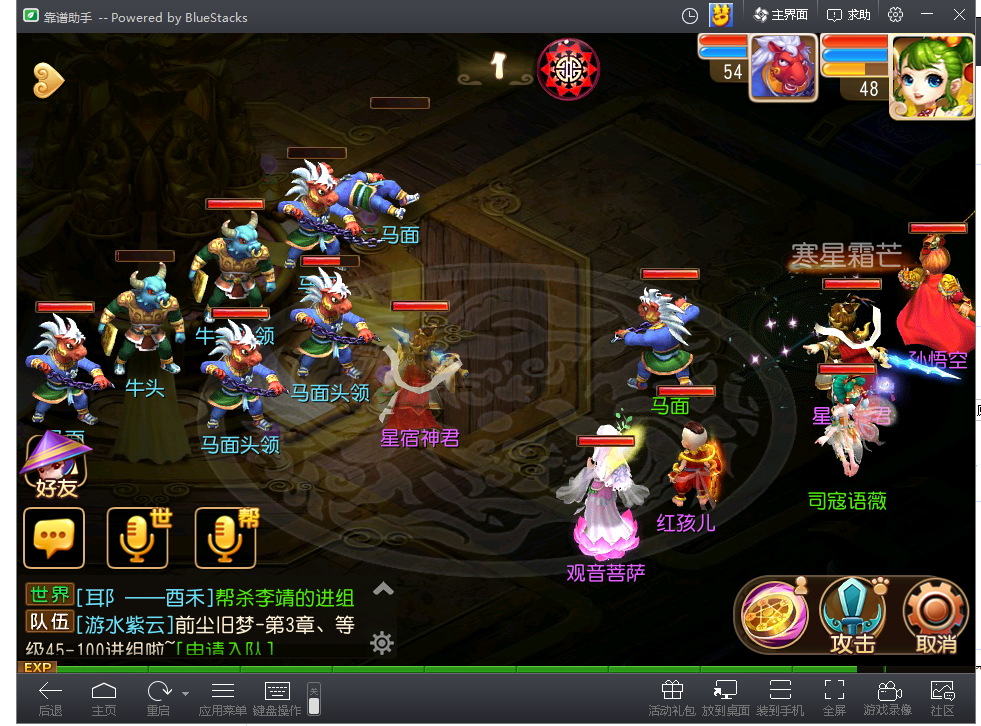 靠谱助手 -- Powered by BlueStacks
主界面
求助
1
54
48
马面
寒星霜芒
孙悟空
牛头
马面头领
马面头领
星宿神君
马面
司寇语薇
红孩儿
观音菩萨
好友
世
帮
世界 [耳阝——酉禾]帮杀李靖的进组
队伍 [游水紫云]前尘旧梦-第3章、等
级45-100进组啦~[申请入队]
攻击
取消
EXP
后退
主页
重启
应用菜单
键盘操作
关
活动礼包
放到桌面
装到手机
全屏
游戏录像
社区